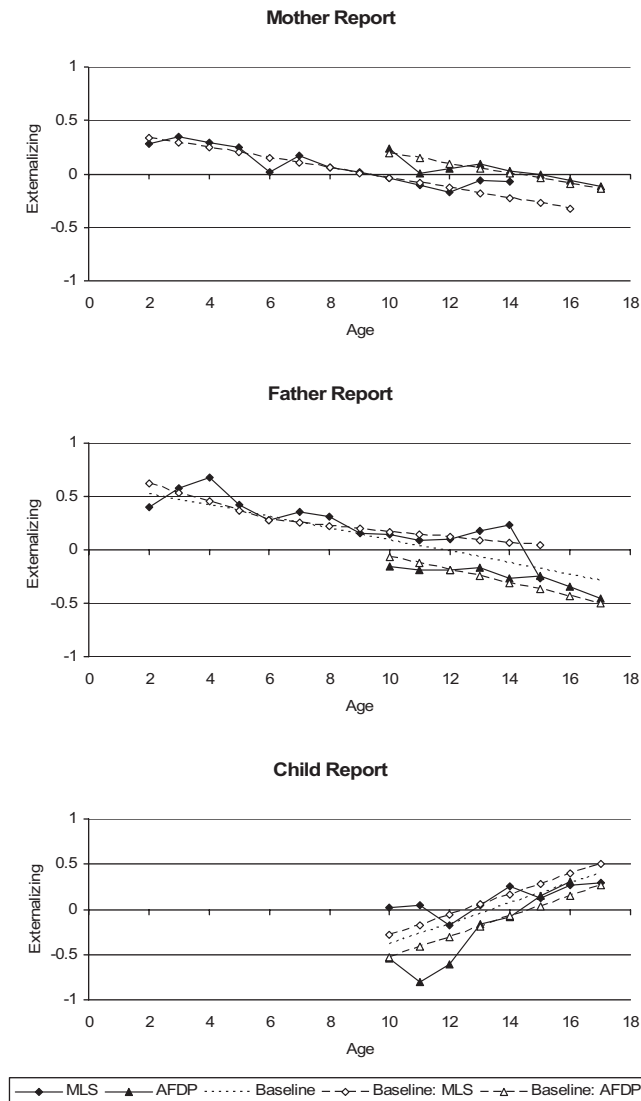 Mother Report
1
0.5
0
-0.5
-1
Externalizing
0 2 4 6 8 10 12 14 16 18
Age
Father Report
1
0.5
0
-0.5
-1
Externalizing
0 2 4 6 8 10 12 14 16 18
Age
Child Report
1
0.5
0
-0.5
-1
Externalizing
0 2 4 6 8 10 12 14 16 18
Age
MLS AFDP Baseline Baseline: MLS Baseline: AFDP